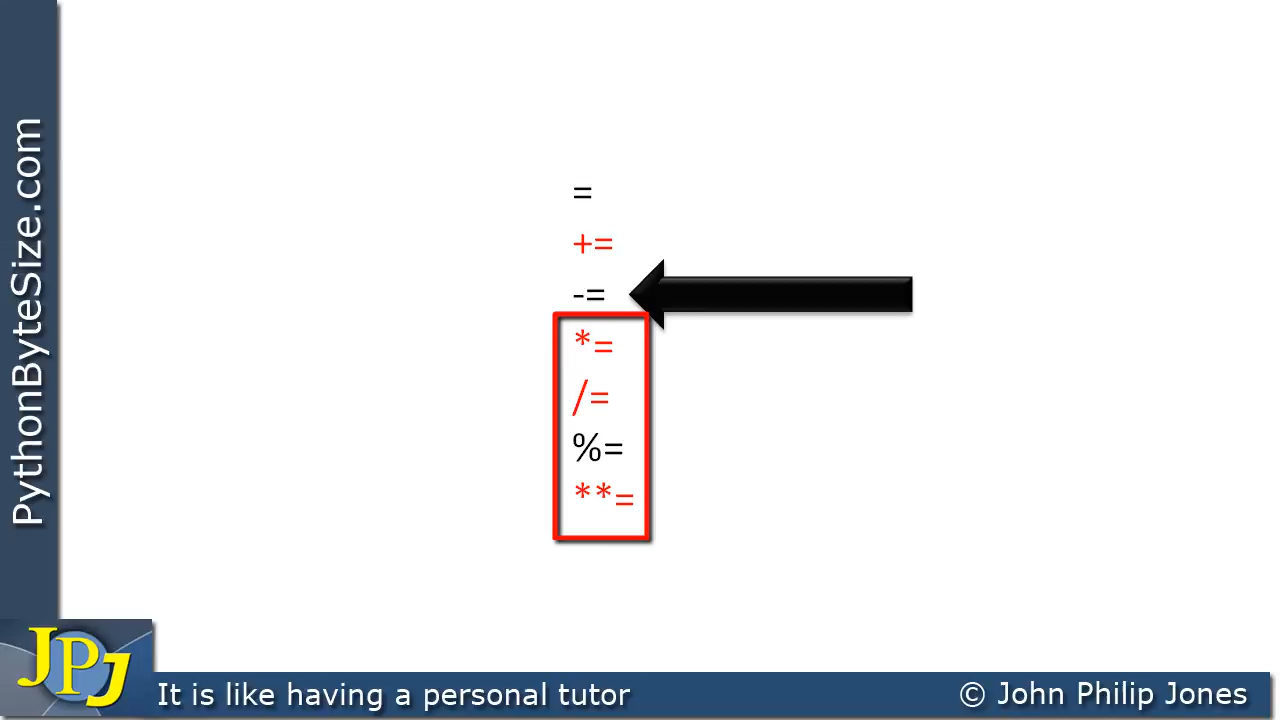 PythonByteSize.com
=
+=
-=
*=
/=
%=
**=
JPJ
It is like having a personal tutor
© John Philip Jones